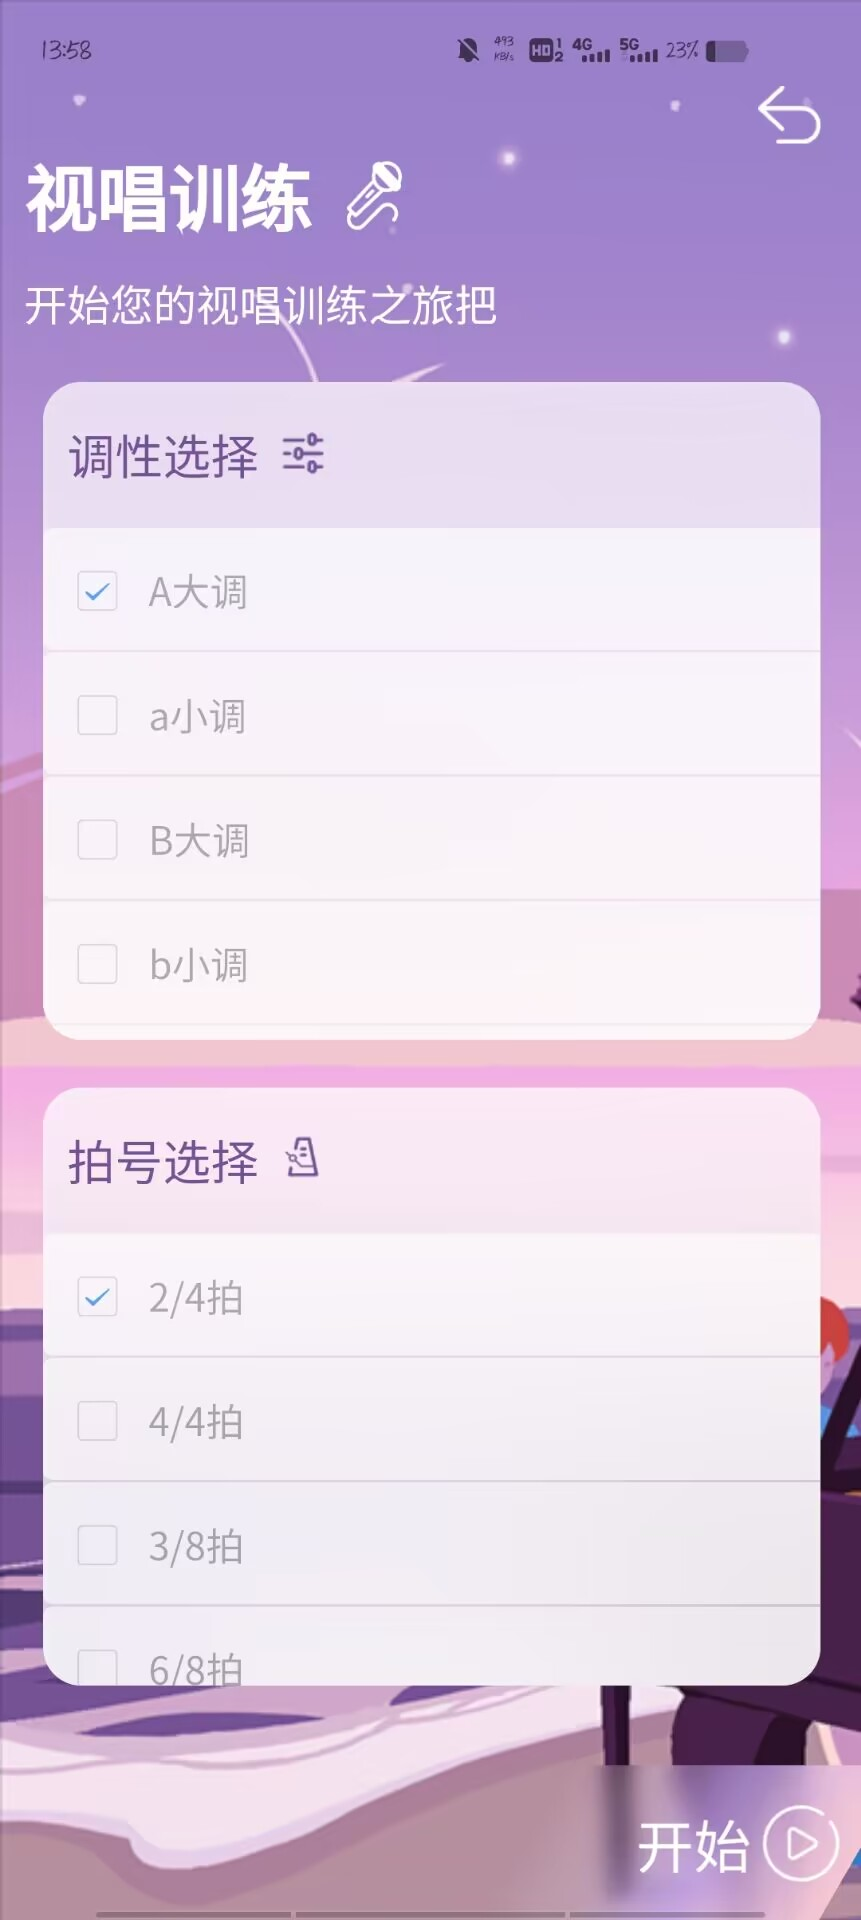 13:58 493 KB/s HD 1 2 4G 5G 23%
视唱训练
开始您的视唱训练之旅把
调性选择
A大调
a小调
B大调
b小调
拍号选择
2/4拍
4/4拍
3/8拍
6/8拍
开始